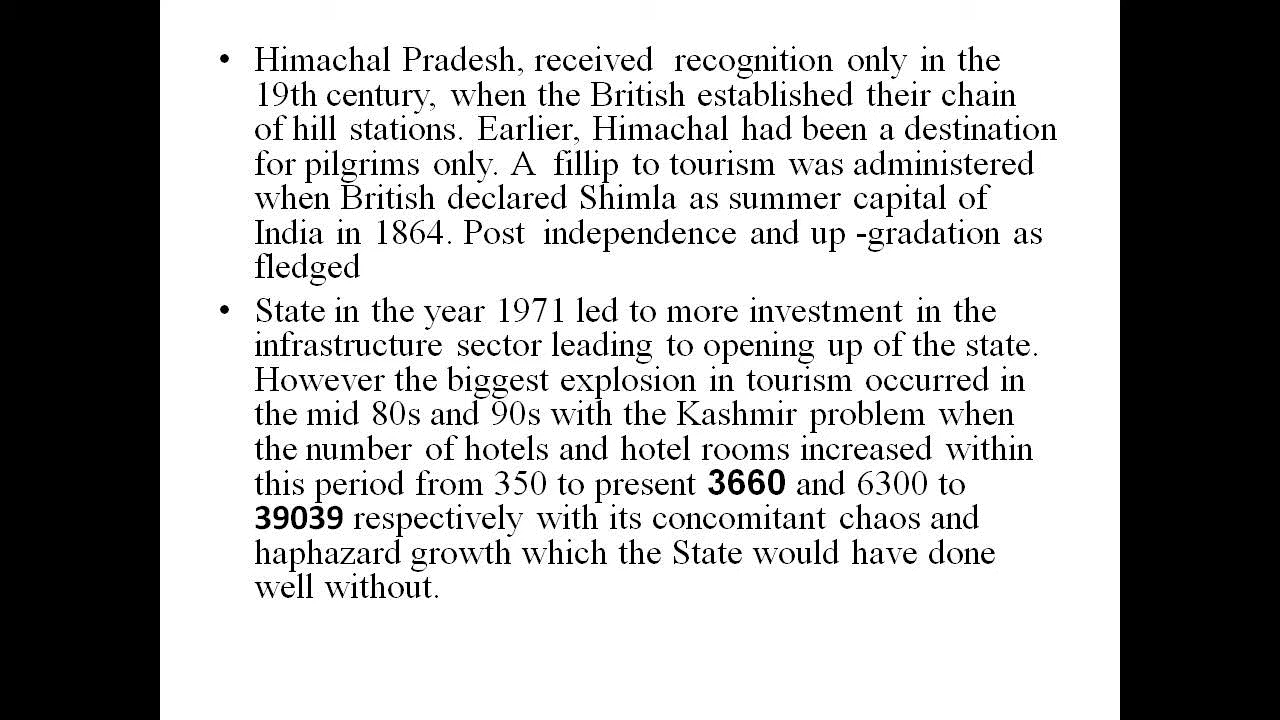 • Himachal Pradesh, received recognition only in the
19th century, when the British established their chain
of hill stations. Earlier, Himachal had been a destination
for pilgrims only. A fillip to tourism was administered
when British declared Shimla as summer capital of
India in 1864. Post independence and up -gradation as
fledged
• State in the year 1971 led to more investment in the
infrastructure sector leading to opening up of the state.
However the biggest explosion in tourism occurred in
the mid 80s and 90s with the Kashmir problem when
the number of hotels and hotel rooms increased within
this period from 350 to present 3660 and 6300 to
39039 respectively with its concomitant chaos and
haphazard growth which the State would have done
well without.